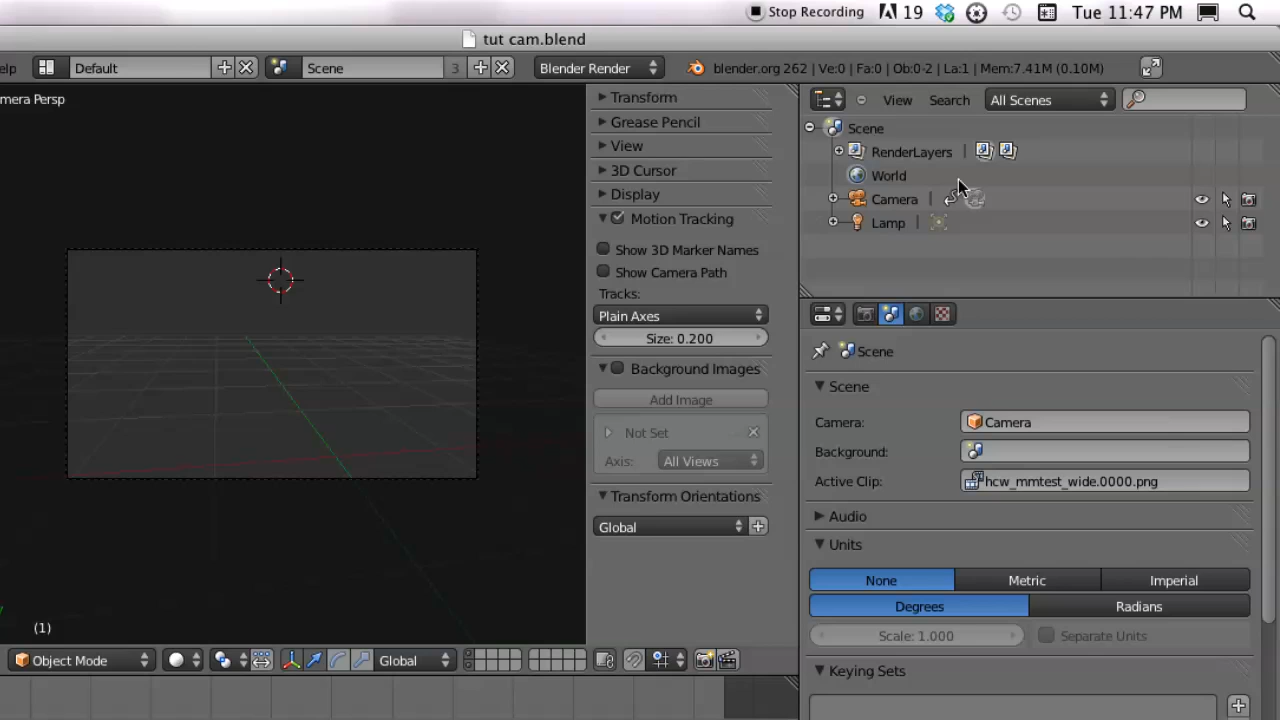 Stop Recording 19 Tue 11:47 PM
tut cam.blend
elp Default Scene 3 Blender Render blender.org 262 | Ve:0 | Fa:0 | Ob:0-2 | La:1 | Mem:7.41M (0.10M)
mera Persp
Transform
Grease Pencil
View
3D Cursor
Display
Motion Tracking
Show 3D Marker Names
Show Camera Path
Tracks:
Plain Axes
Size: 0.200
Background Images
Add Image
Not Set
Axis: All Views
Transform Orientations
Global
View Search All Scenes
Scene
RenderLayers |
World
Camera |
Lamp |
Scene
Scene
Camera: Camera
Background:
Active Clip: hcw_mmtest_wide.0000.png
Audio
Units
None Metric Imperial
Degrees Radians
Scale: 1.000 Separate Units
Keying Sets
(1)
Object Mode Global